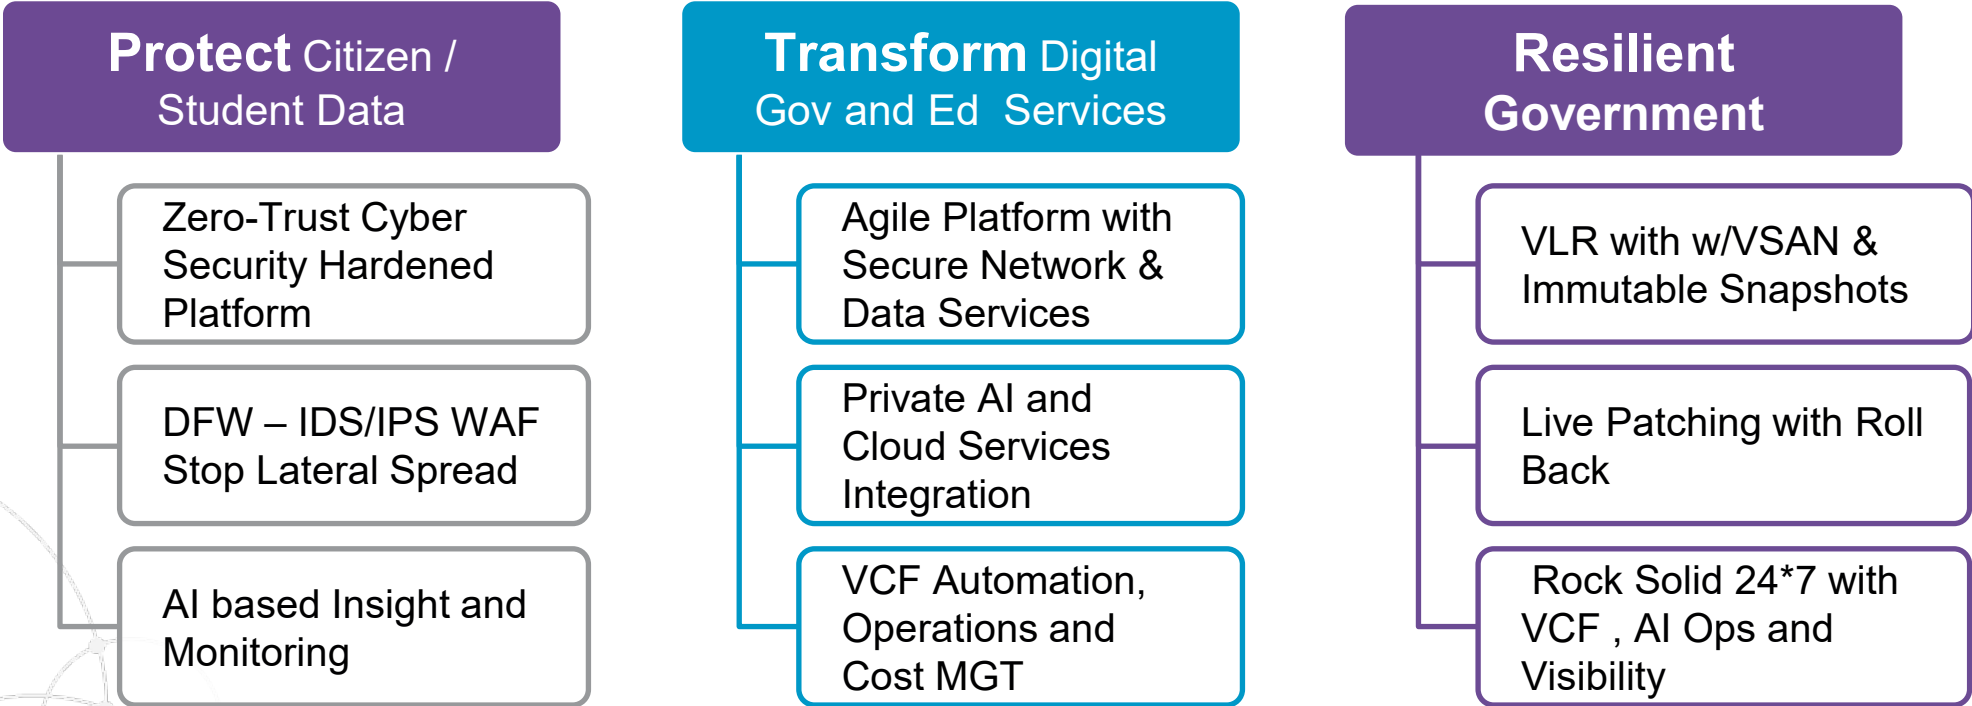 Protect Citizen /
Student Data
Zero-Trust Cyber
Security Hardened
Platform
DFW – IDS/IPS WAF
Stop Lateral Spread
AI based Insight and
Monitoring
Transform Digital
Gov and Ed  Services
Agile Platform with
Secure Network &
Data Services
Private AI and
Cloud Services
Integration
VCF Automation,
Operations and
Cost MGT
Resilient
Government
VLR with w/VSAN &
Immutable Snapshots
Live Patching with Roll
Back
Rock Solid 24*7 with
VCF , AI Ops and
Visibility